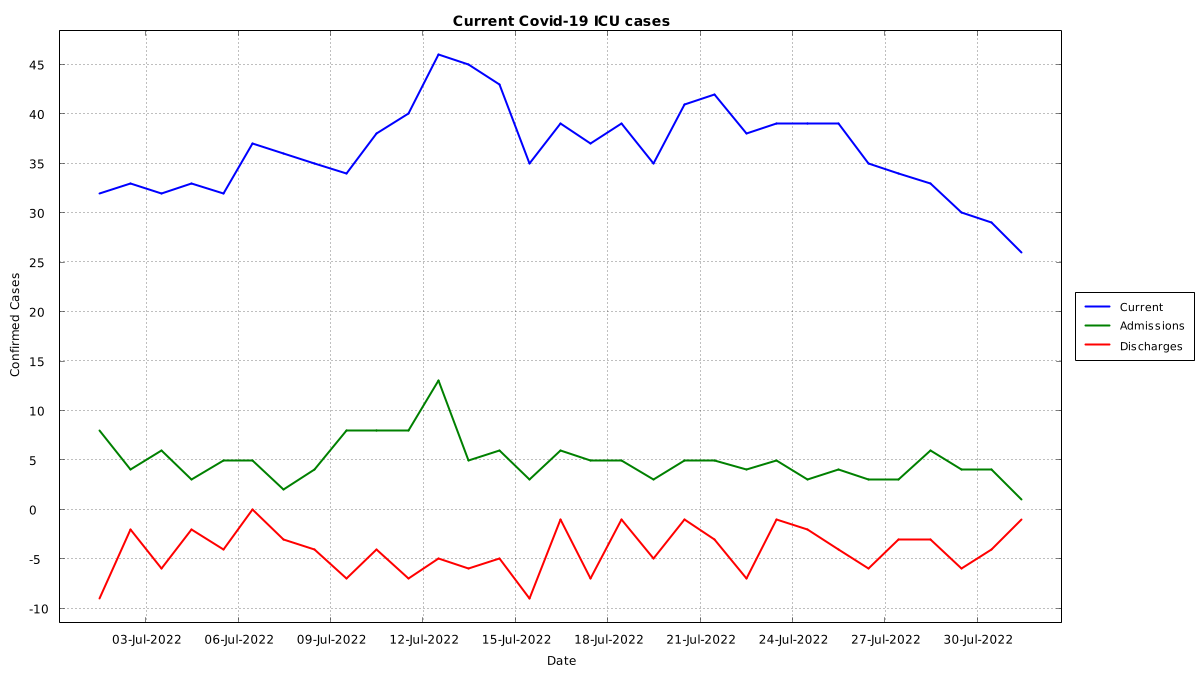 Current Covid-19 ICU cases
45
40
35
30
25
20
15
10
5
0
-5
-10
Confirmed Cases
03-Jul-2022 06-Jul-2022 09-Jul-2022 12-Jul-2022 15-Jul-2022 18-Jul-2022 21-Jul-2022 24-Jul-2022 27-Jul-2022 30-Jul-2022
Date
Current
Admissions
Discharges